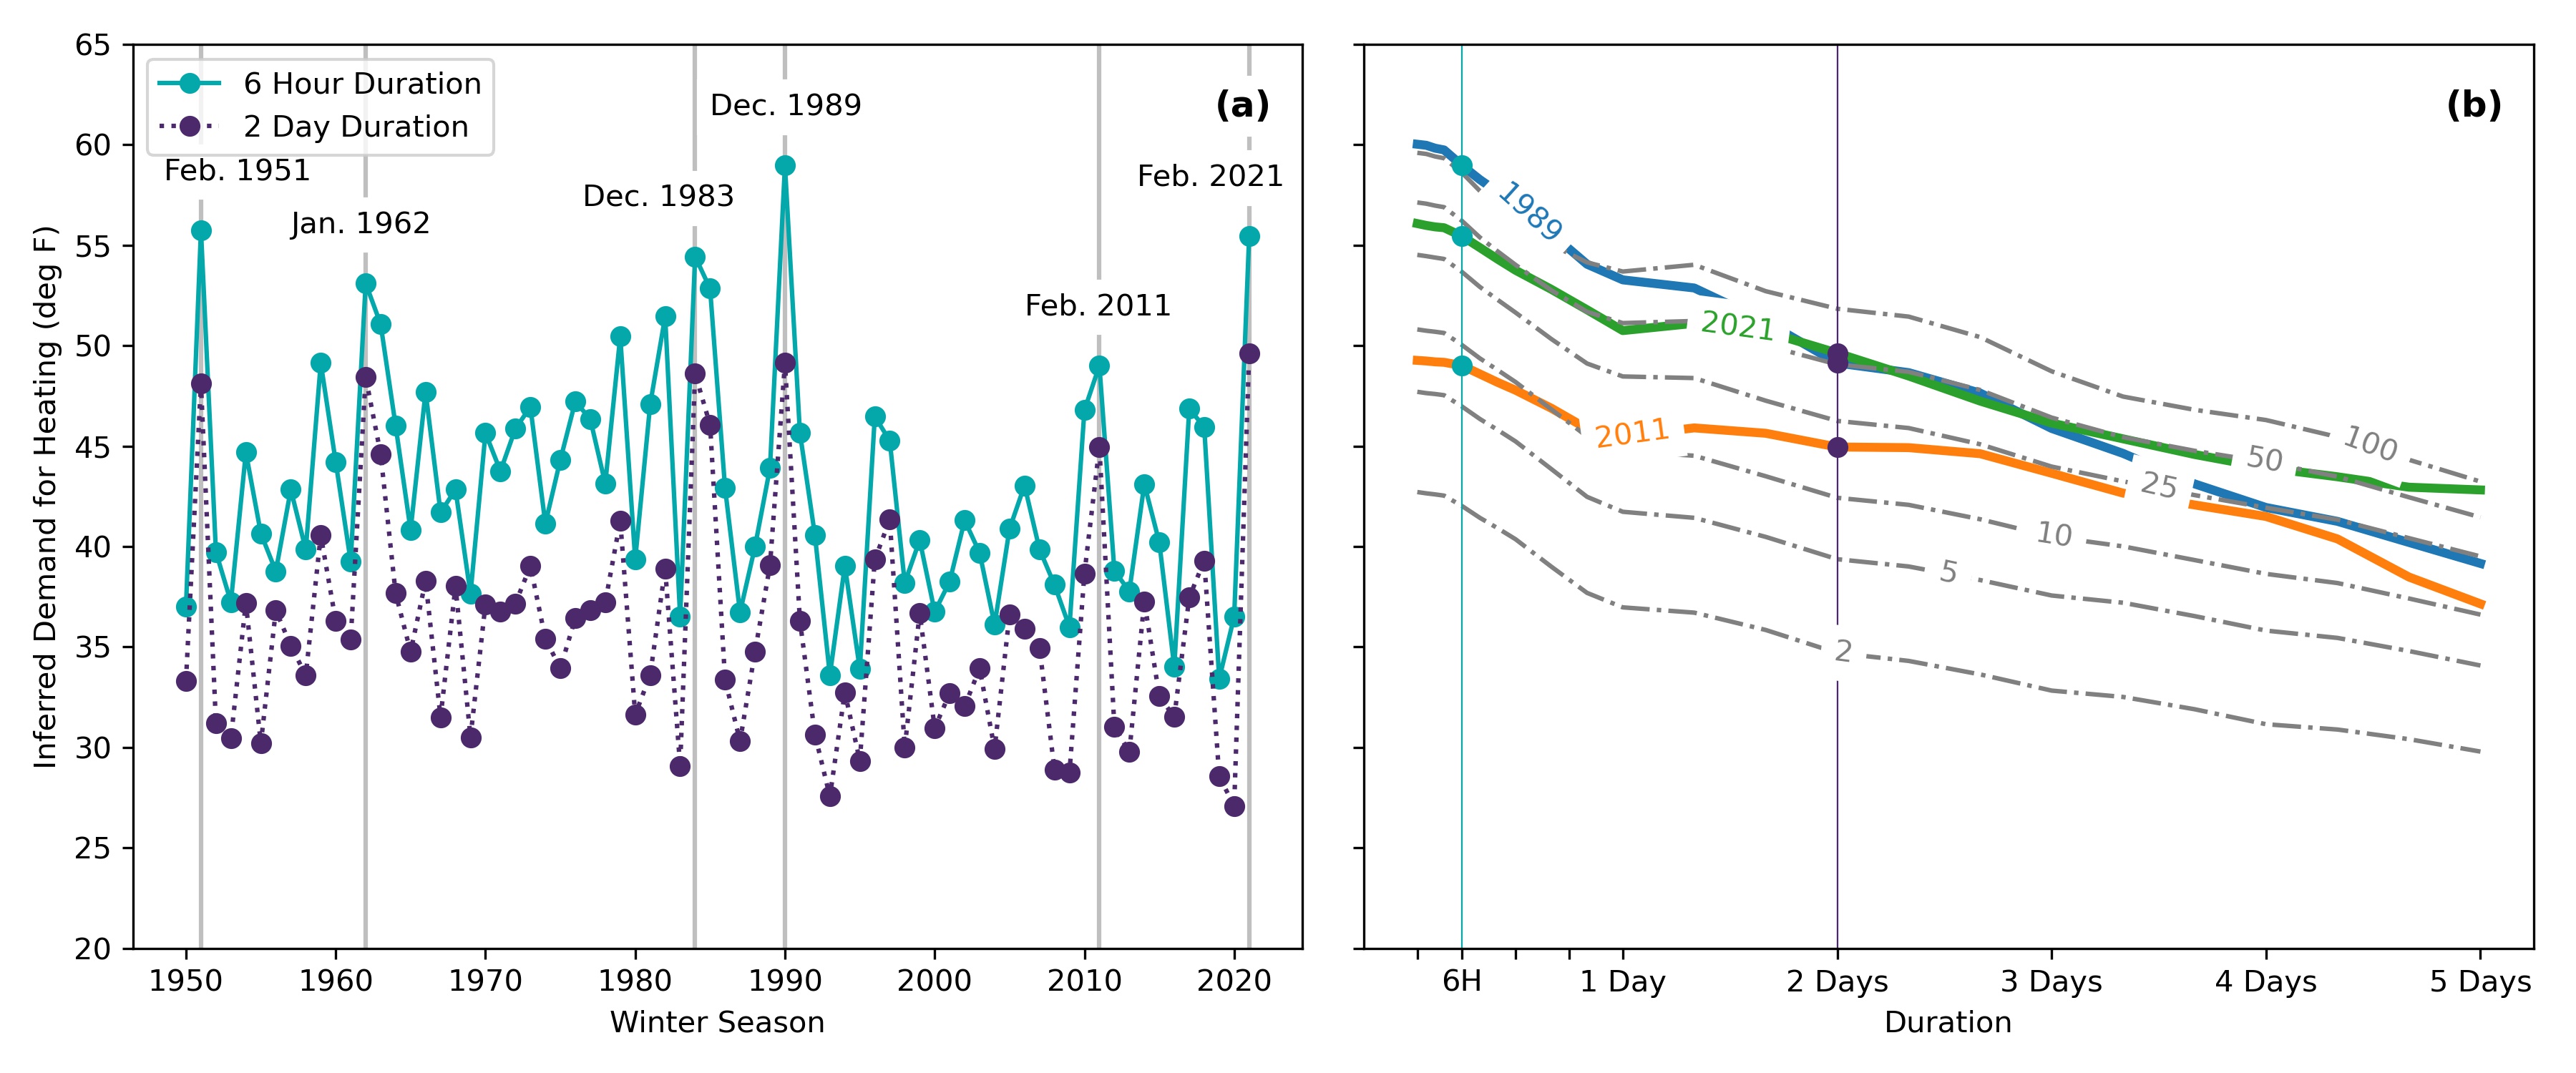 65
60
55
50
45
40
35
30
25
20
Inferred Demand for Heating (deg F)
6 Hour Duration
2 Day Duration
Feb. 1951
Jan. 1962
Dec. 1983
Dec. 1989
Feb. 2011
Feb. 2021
(a)
1950 1960 1970 1980 1990 2000 2010 2020
Winter Season
(b)
1989
2021
2011
100
50
25
10
5
2
6H 1 Day 2 Days 3 Days 4 Days 5 Days
Duration